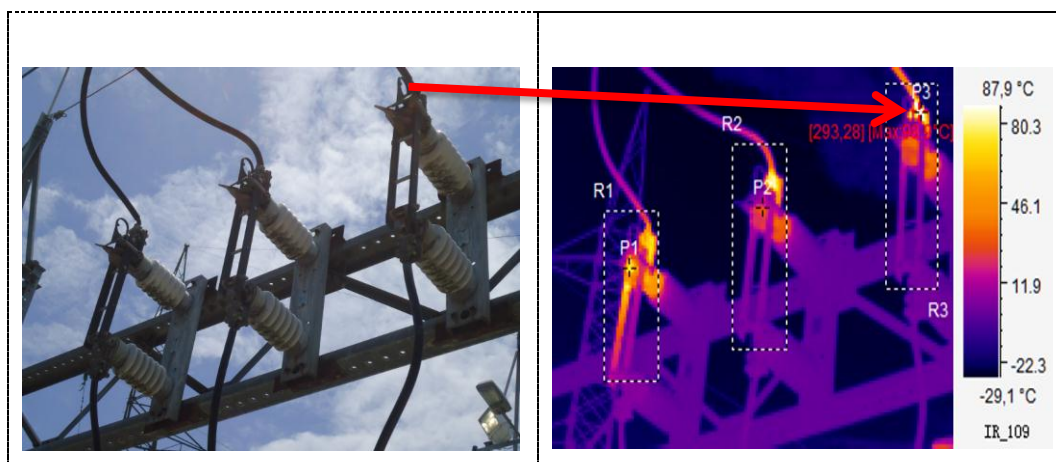 87,9 °C
P3
80.3
R2
[293,28] [Max
°C]
P2
R1
46.1
P1
11.9
R3
-22.3
-29,1 °C
IR_109